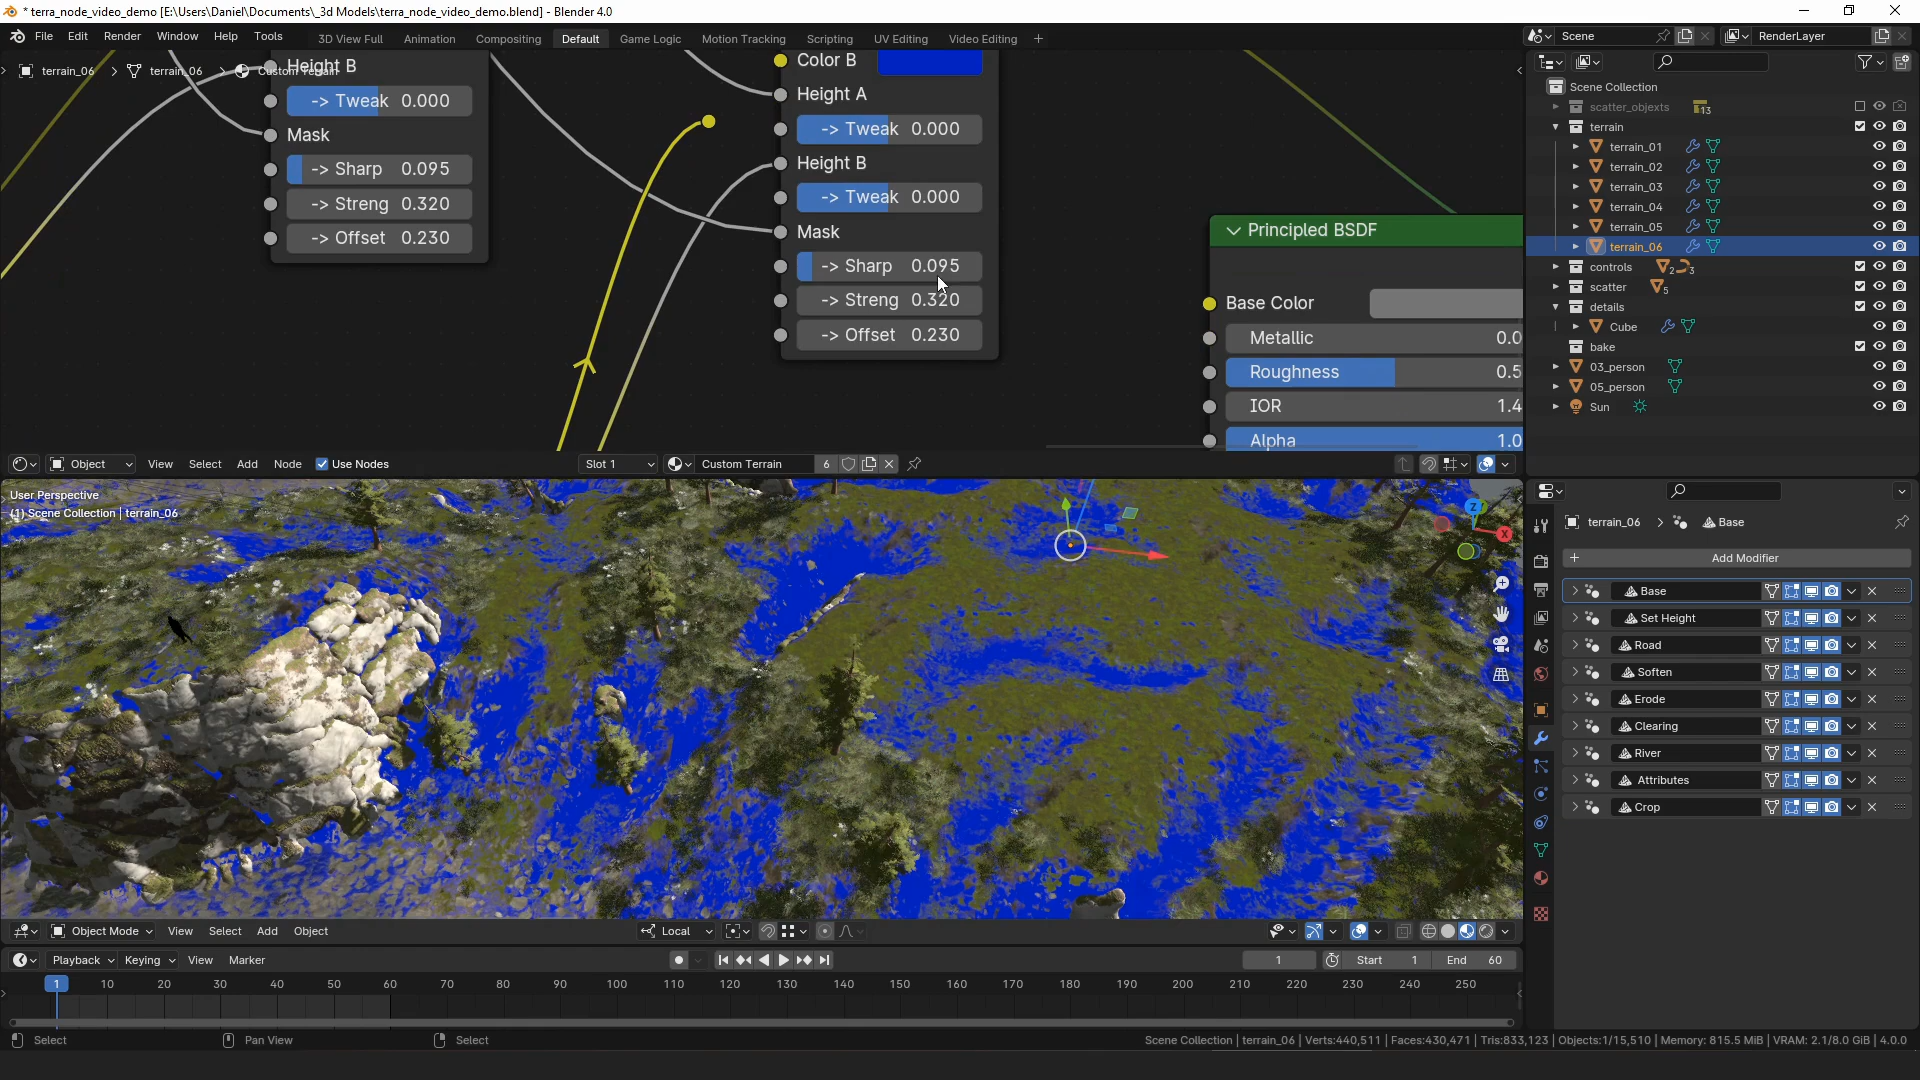 * terra_node_video_demo [E:\Users\Daniel\Documents\_3d Models\terra_node_video_demo.blend] - Blender 4.0
File Edit Render Window Help Tools
3D View Full Animation Compositing Default Game Logic Motion Tracking Scripting UV Editing Video Editing +
Scene
RenderLayer
terrain_06 > terrain_06 > Custom Terrain
Height B
-> Tweak 0.000
Mask
-> Sharp 0.095
-> Streng 0.320
-> Offset 0.230
Color B
Height A
-> Tweak 0.000
Height B
-> Tweak 0.000
Mask
-> Sharp 0.095
-> Streng 0.320
-> Offset 0.230
Principled BSDF
Base Color
Metallic 0.0
Roughness 0.5
IOR 1.4
Alpha 1.0
Scene Collection
scatter_objexts 13
terrain
terrain_01
terrain_02
terrain_03
terrain_04
terrain_05
terrain_06
controls 2 3
scatter 5
details
Cube
bake
03_person
05_person
Sun
Object View Select Add Node Use Nodes Slot 1 Custom Terrain 6
User Perspective
(1) Scene Collection | terrain_06
Z
X
terrain_06 > Base
+ Add Modifier
Base
Set Height
Road
Soften
Erode
Clearing
River
Attributes
Crop
Object Mode View Select Add Object Local
Playback Keying View Marker 1 Start 1 End 60
1 10 20 30 40 50 60 70 80 90 100 110 120 130 140 150 160 170 180 190 200 210 220 230 240 250
Select Pan View Select
Scene Collection | terrain_06 | Verts:440,511 | Faces:430,471 | Tris:833,123 | Objects:1/15,510 | Memory: 815.5 MiB | VRAM: 2.1/8.0 GiB | 4.0.0